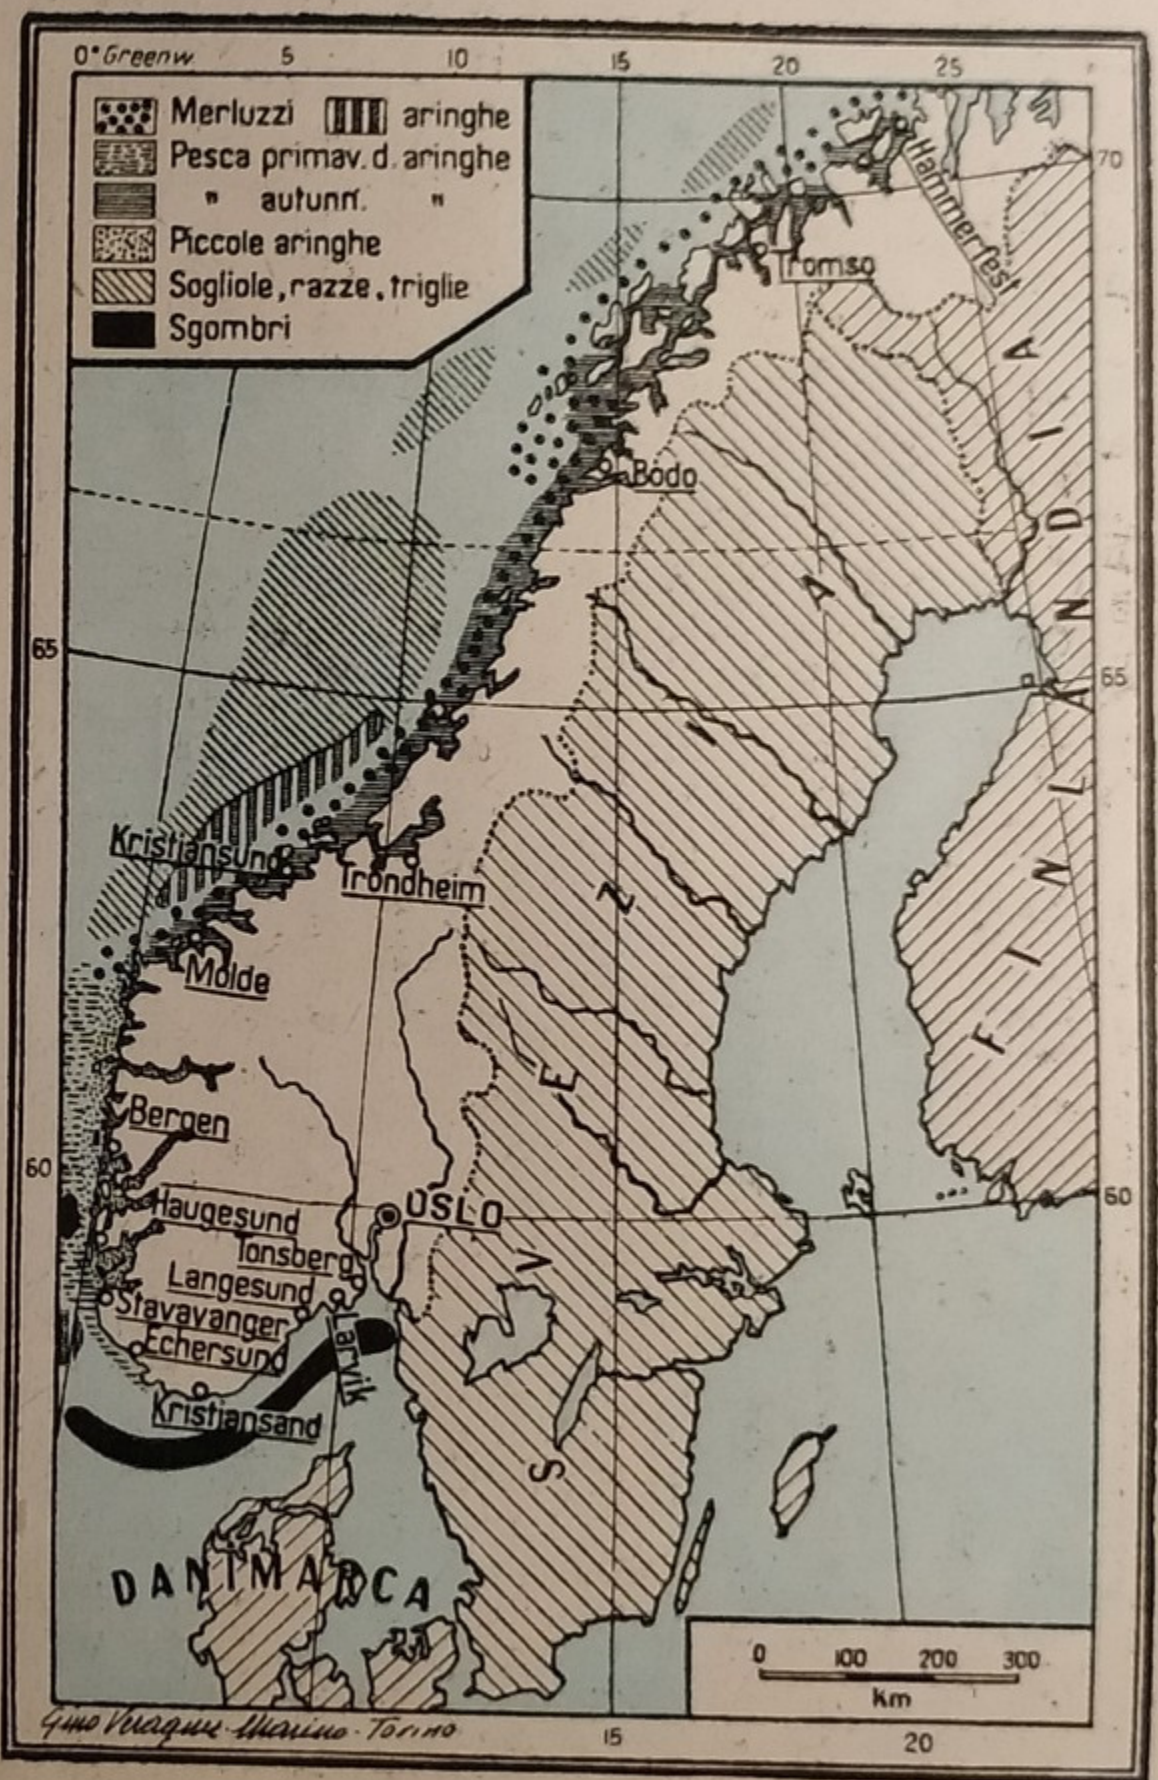 0° Greenw. 5 10 15 20 25
Merluzzi aringhe
Pesca primav. d. aringhe
" autunn. "
Piccole aringhe
Sogliole, razze, triglie
Sgombri
70
Hammerfest
Tromso
Bodo
65
65
Kristiansund
Trondheim
Molde
Bergen
60
60
Haugesund
OSLO
Tonsberg
Langesund
Stavavanger
Larvik
Echersund
Kristiansand
SVEZIA
FINLANDIA
DANIMARCA
0 100 200 300
Km
Torino
15 20